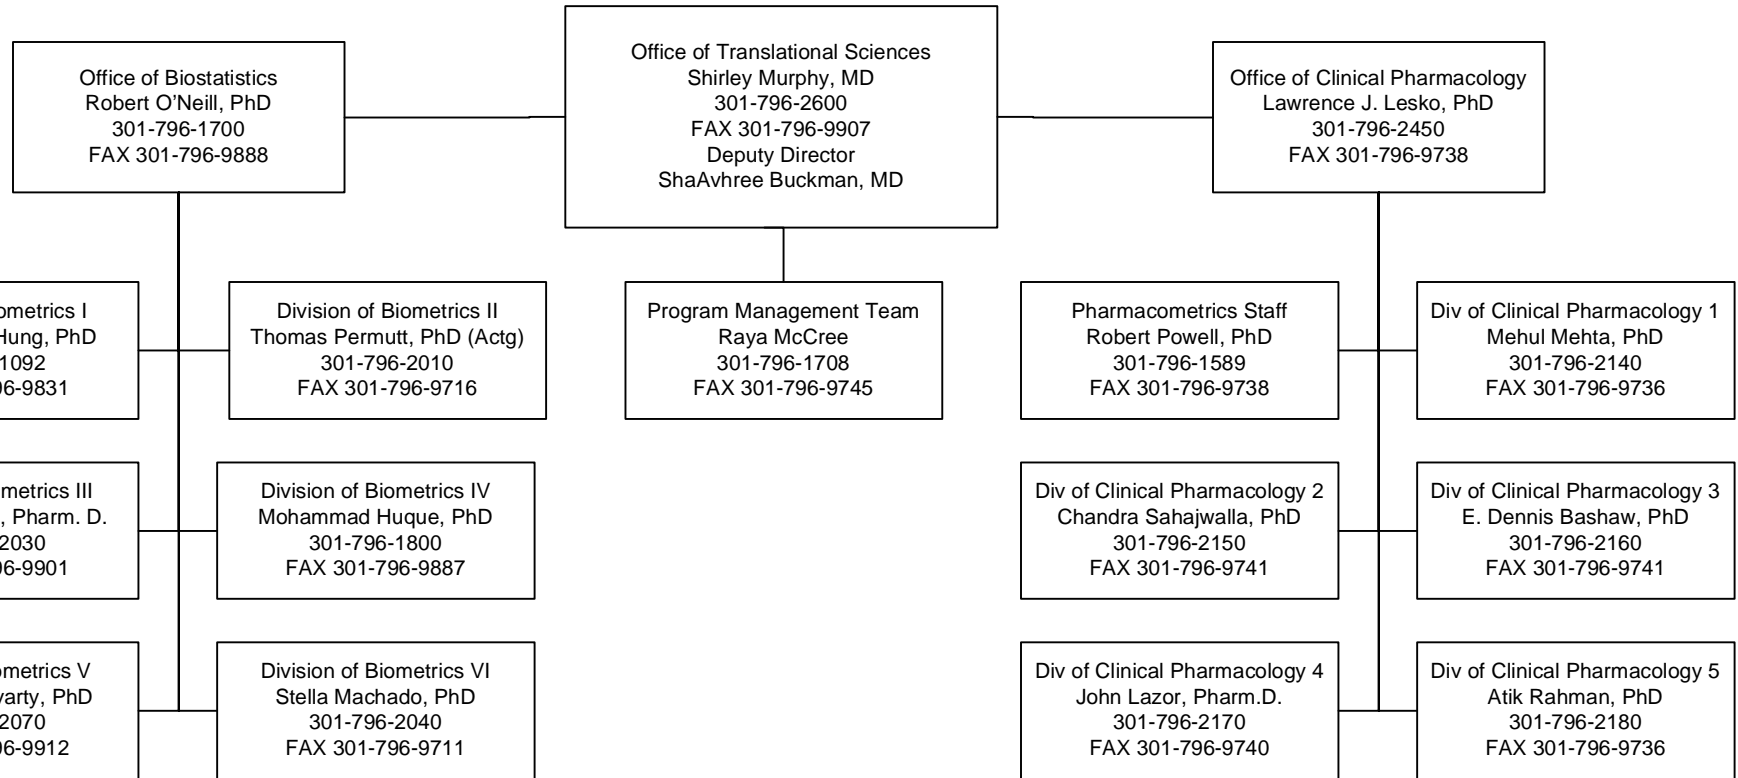 Office of Biostatistics
Robert O'Neill, PhD
301-796-1700
FAX 301-796-9888
Office of Translational Sciences
Shirley Murphy, MD
301-796-2600
FAX 301-796-9907
Deputy Director
ShaAvhree Buckman, MD
Office of Clinical Pharmacology
Lawrence J. Lesko, PhD
301-796-2450
FAX 301-796-9738
I
Hung, PhD
1092
Division of Biometrics II
Thomas Permutt, PhD (Actg)
301-796-2010
FAX 301-796-9716
Program Management Team
Raya McCree
301-796-1708
FAX 301-796-9745
Pharmacometrics Staff
Robert Powell, PhD
301-796-1589
FAX 301-796-9738
Div of Clinical Pharmacology 1
Mehul Mehta, PhD
301-796-2140
FAX 301-796-9736
III
, Pharm. D.
2030
Division of Biometrics IV
Mohammad Huque, PhD
301-796-1800
FAX 301-796-9887
Div of Clinical Pharmacology 2
Chandra Sahajwalla, PhD
301-796-2150
FAX 301-796-9741
Div of Clinical Pharmacology 3
E. Dennis Bashaw, PhD
301-796-2160
FAX 301-796-9741
V
PhD
2070
Division of Biometrics VI
Stella Machado, PhD
301-796-2040
FAX 301-796-9711
Div of Clinical Pharmacology 4
John Lazor, Pharm.D.
301-796-2170
FAX 301-796-9740
Div of Clinical Pharmacology 5
Atik Rahman, PhD
301-796-2180
FAX 301-796-9736